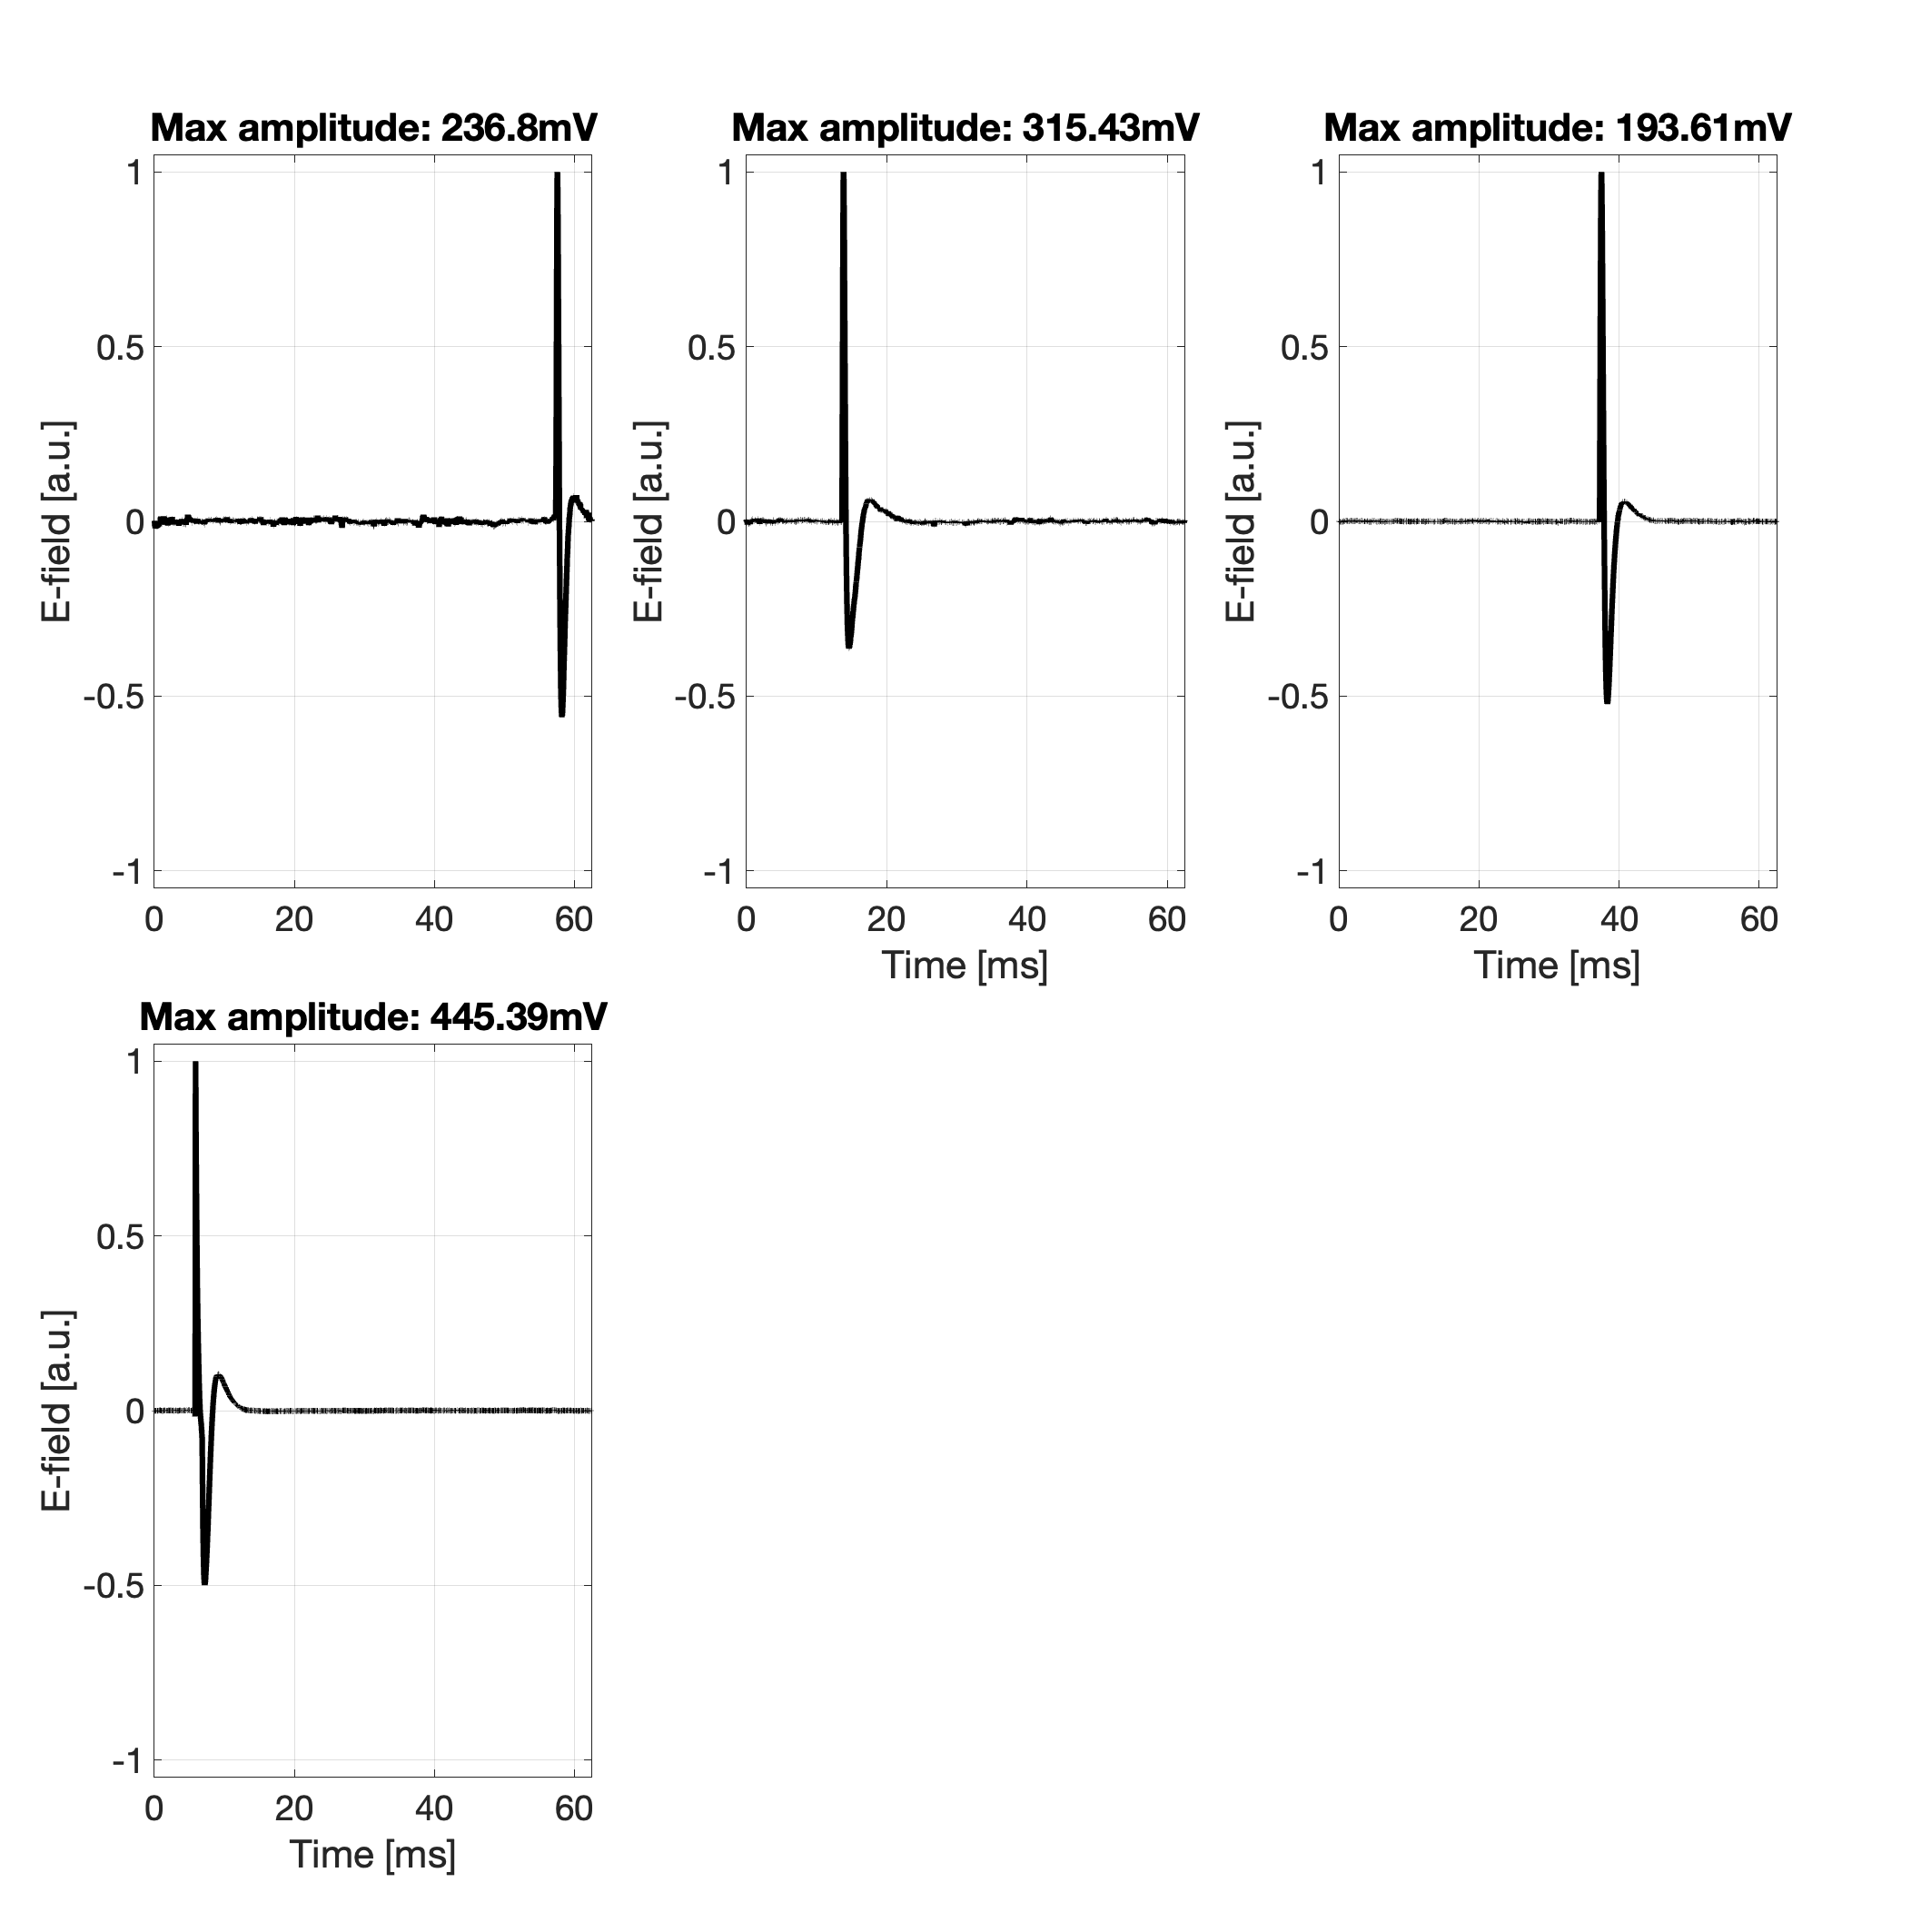 Max amplitude: 236.8mV
1
0.5
0
-0.5
-1
E-field [a.u.]
0 20 40 60
Max amplitude: 315.43mV
1
0.5
0
-0.5
-1
E-field [a.u.]
0 20 40 60
Time [ms]
Max amplitude: 193.61mV
1
0.5
0
-0.5
-1
E-field [a.u.]
0 20 40 60
Time [ms]
Max amplitude: 445.39mV
1
0.5
0
-0.5
-1
E-field [a.u.]
0 20 40 60
Time [ms]